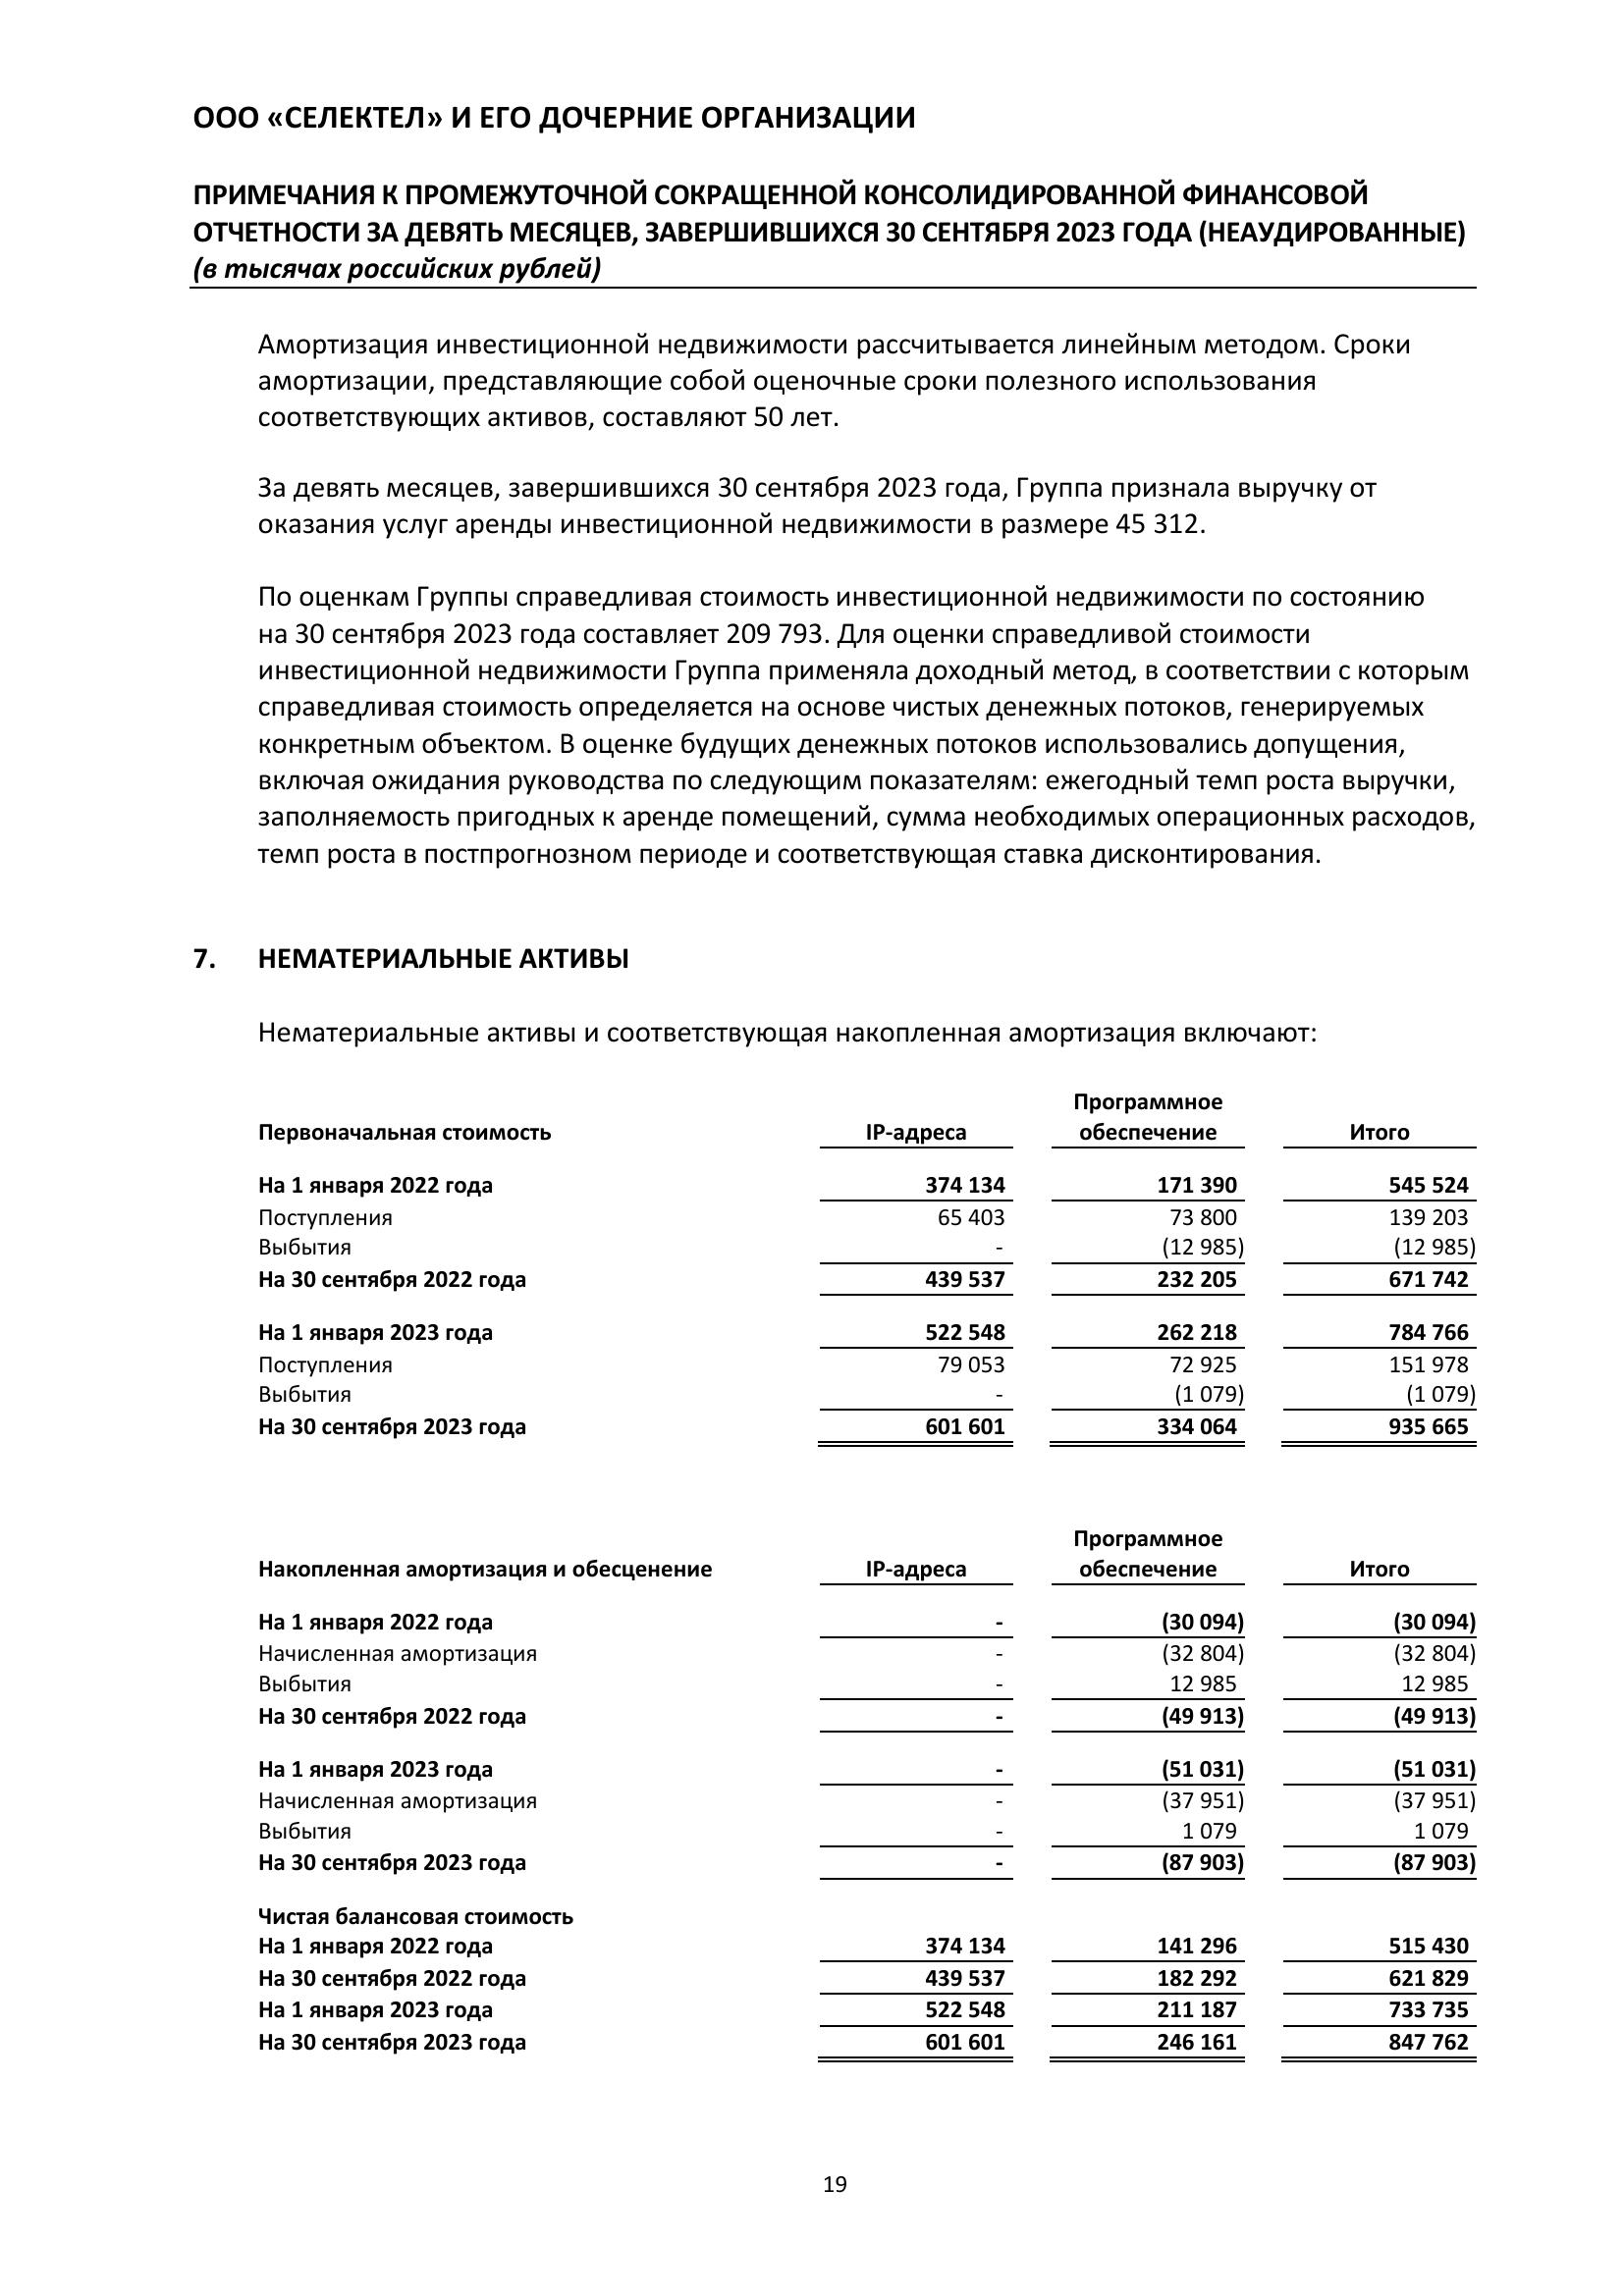 ООО «СЕЛЕКТЕЛ» И ЕГО ДОЧЕРНИЕ ОРГАНИЗАЦИИ
ПРИМЕЧАНИЯ К ПРОМЕЖУТОЧНОЙ СОКРАЩЕННОЙ КОНСОЛИДИРОВАННОЙ ФИНАНСОВОЙ
ОТЧЕТНОСТИ ЗА ДЕВЯТЬ МЕСЯЦЕВ, ЗАВЕРШИВШИХСЯ 30 СЕНТЯБРЯ 2023 ГОДА (НЕАУДИРОВАННЫЕ)
(в тысячах российских рублей)
Амортизация инвестиционной недвижимости рассчитывается линейным методом. Сроки
амортизации, представляющие собой оценочные сроки полезного использования
соответствующих активов, составляют 50 лет.
За девять месяцев, завершившихся 30 сентября 2023 года, Группа признала выручку от
оказания услуг аренды инвестиционной недвижимости в размере 45 312.
По оценкам Группы справедливая стоимость инвестиционной недвижимости по состоянию
на 30 сентября 2023 года составляет 209 793. Для оценки справедливой стоимости
инвестиционной недвижимости Группа применяла доходный метод, в соответствии с которым
справедливая стоимость определяется на основе чистых денежных потоков, генерируемых
конкретным объектом. В оценке будущих денежных потоков использовались допущения,
включая ожидания руководства по следующим показателям: ежегодный темп роста выручки,
заполняемость пригодных к аренде помещений, сумма необходимых операционных расходов,
темп роста в постпрогнозном периоде и соответствующая ставка дисконтирования.
7. НЕМАТЕРИАЛЬНЫЕ АКТИВЫ
Нематериальные активы и соответствующая накопленная амортизация включают:
Программное
Первоначальная стоимость IP-адреса обеспечение Итого
На 1 января 2022 года 374 134 171 390 545 524
Поступления 65 403 73 800 139 203
Выбытия - (12 985) (12 985)
На 30 сентября 2022 года 439 537 232 205 671 742
На 1 января 2023 года 522 548 262 218 784 766
Поступления 79 053 72 925 151 978
Выбытия - (1 079) (1 079)
На 30 сентября 2023 года 601 601 334 064 935 665
Программное
Накопленная амортизация и обесценение IP-адреса обеспечение Итого
На 1 января 2022 года - (30 094) (30 094)
Начисленная амортизация - (32 804) (32 804)
Выбытия - 12 985 12 985
На 30 сентября 2022 года - (49 913) (49 913)
На 1 января 2023 года - (51 031) (51 031)
Начисленная амортизация - (37 951) (37 951)
Выбытия - 1 079 1 079
На 30 сентября 2023 года - (87 903) (87 903)
Чистая балансовая стоимость
На 1 января 2022 года 374 134 141 296 515 430
На 30 сентября 2022 года 439 537 182 292 621 829
На 1 января 2023 года 522 548 211 187 733 735
На 30 сентября 2023 года 601 601 246 161 847 762
19